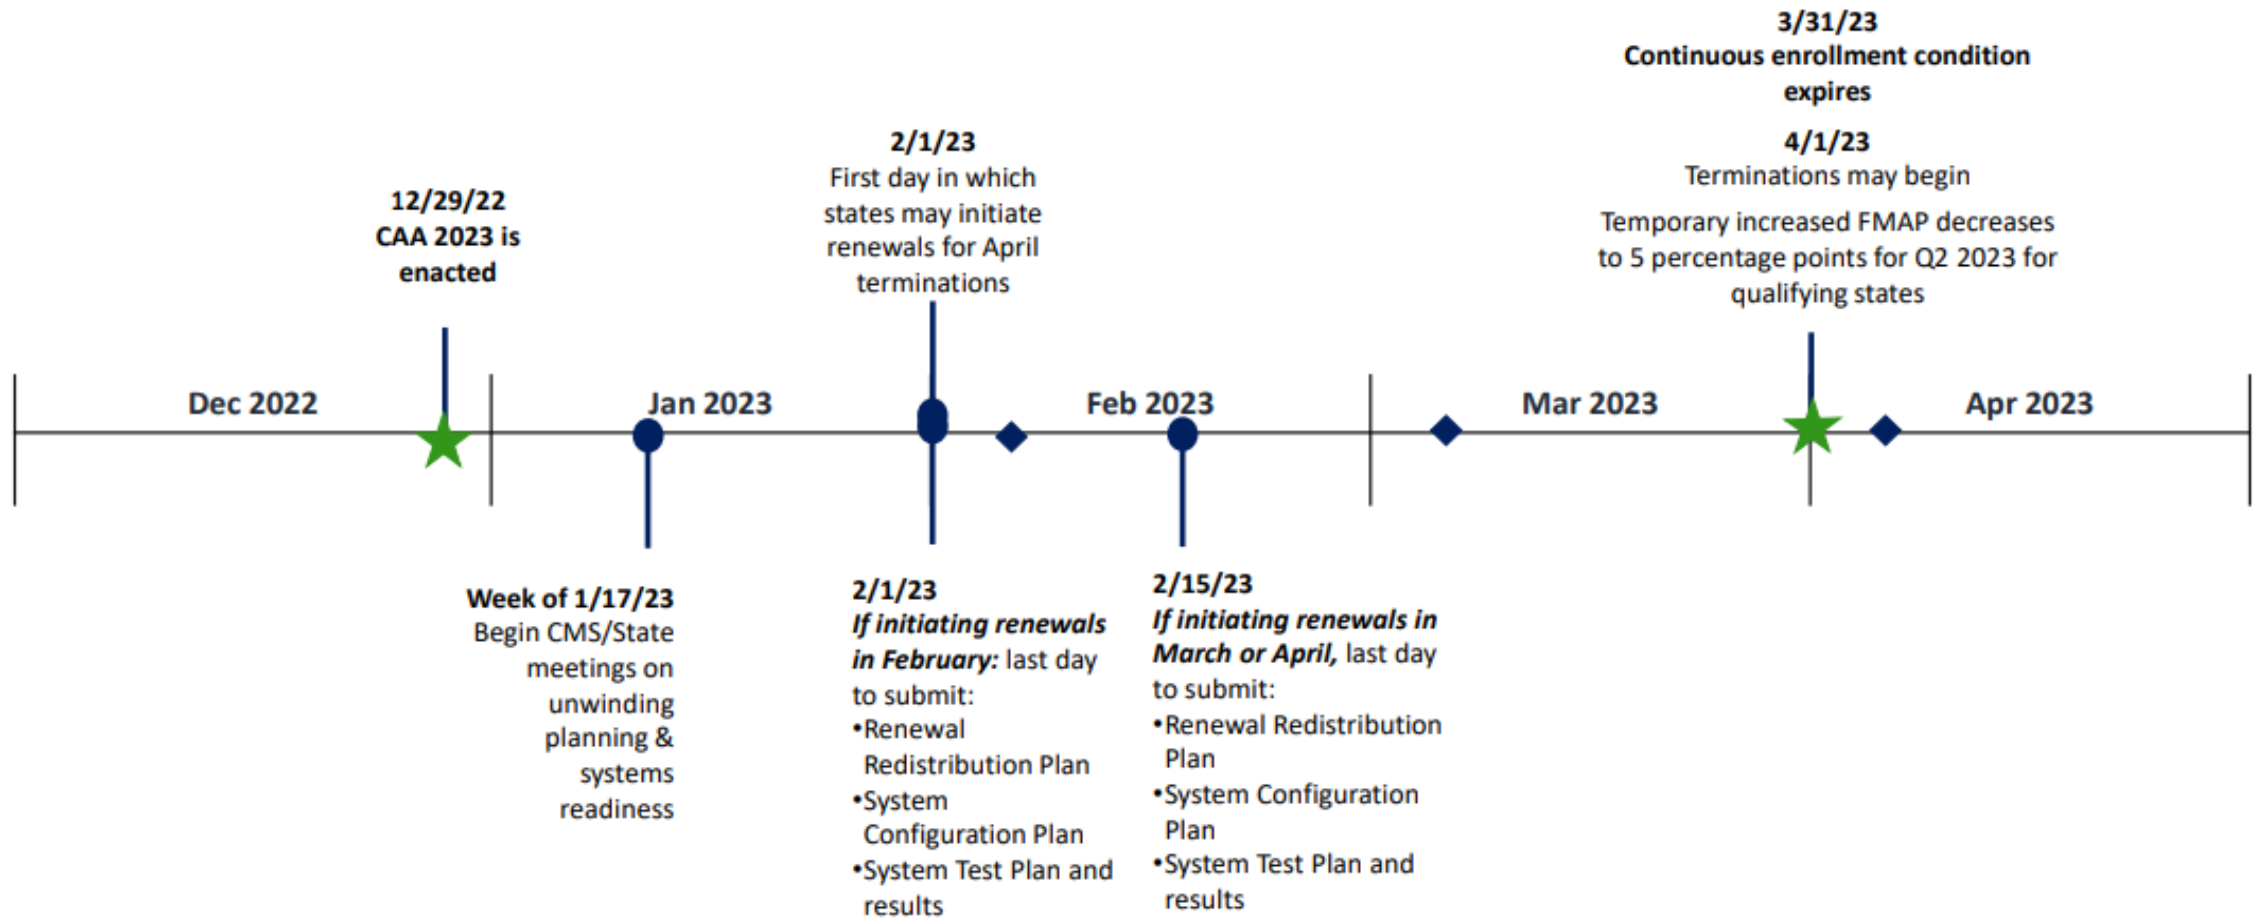 3/31/23
Continuous enrollment condition
expires
4/1/23
Terminations may begin
Temporary increased FMAP decreases
to 5 percentage points for Q2 2023 for
qualifying states
2/1/23
First day in which
states may initiate
renewals for April
terminations
12/29/22
CAA 2023 is
enacted
Dec 2022
Jan 2023
Feb 2023
Mar 2023
Apr 2023
Week of 1/17/23
Begin CMS/State
meetings on
unwinding
planning &
systems
readiness
2/1/23
If initiating renewals
in February: last day
to submit:
•Renewal
Redistribution Plan
•System
Configuration Plan
•System Test Plan and
results
2/15/23
If initiating renewals in
March or April, last day
to submit:
•Renewal Redistribution
Plan
•System Configuration
Plan
•System Test Plan and
results